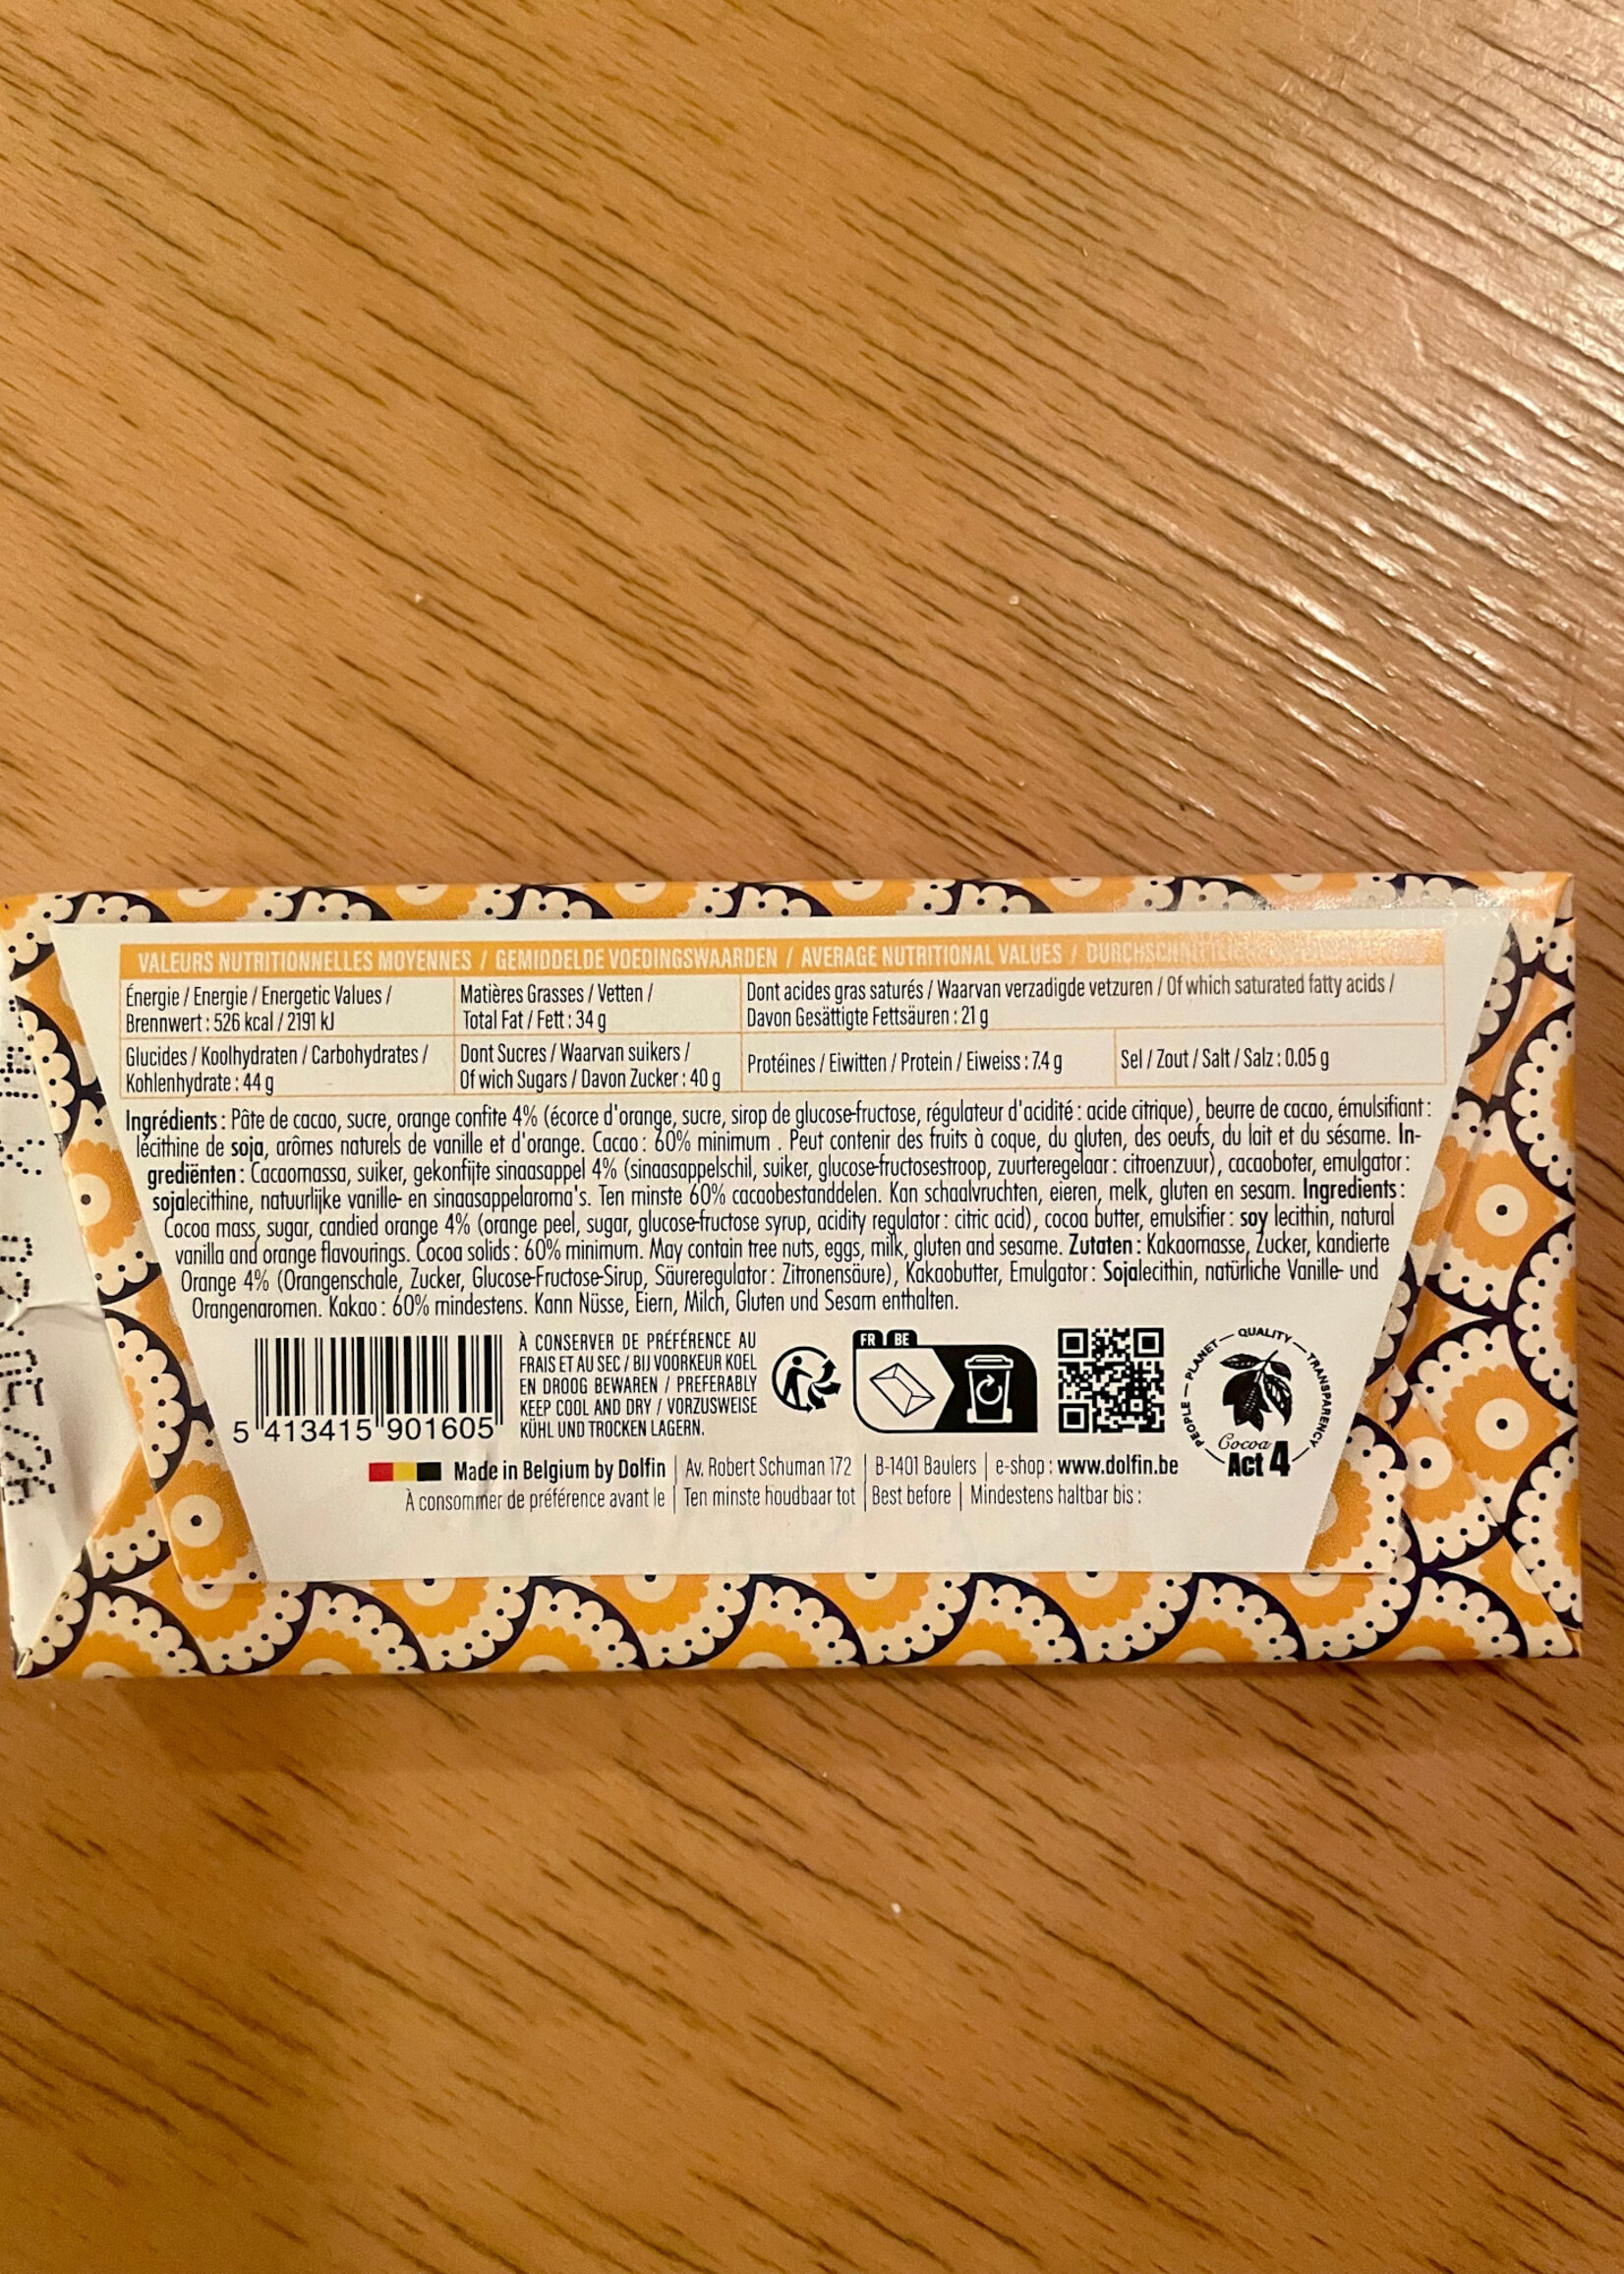 VALEURS NUTRITIONNELLES MOYENNES / GEMIDDELDE VOEDINGSWAARDEN / AVERAGE NUTRITIONAL VALUES /
Énergie / Energie / Energetic Values /
Brennwert : 526 kcal / 2191 kJ
Matières Grasses / Vetten /
Total Fat / Fett : 34 g
Dont acides gras saturés / Waarvan verzadigde vetzuren / Of which saturated fatty acids /
Davon Gesättigte Fettsäuren : 21 g
Glucides / Koolhydraten / Carbohydrates /
Kohlenhydrate : 44 g
Dont Sucres / Waarvan suikers /
Of wich Sugars / Davon Zucker : 40 g
Protéines / Eiwitten / Protein / Eiweiss : 7.4 g
Sel / Zout / Salt / Salz : 0.05 g
Ingrédients : Pâte de cacao, sucre, orange confite 4% (écorce d'orange, sucre, sirop de glucose-fructose, régulateur d'acidité : acide citrique), beurre de cacao, émulsifiant :
lécithine de soja, arômes naturels de vanille et d'orange. Cacao : 60% minimum . Peut contenir des fruits à coque, du gluten, des oeufs, du lait et du sésame. In-
grediënten : Cacaomassa, suiker, gekonfijte sinaasappel 4% (sinaasappelschil, suiker, glucose-fructosestroop, zuurteregelaar : citroenzuur), cacaoboter, emulgator :
sojalecithine, natuurlijke vanille- en sinaasappelaroma's. Ten minste 60% cacaobestanddelen. Kan schaalvruchten, eieren, melk, gluten en sesam. Ingredients :
Cocoa mass, sugar, candied orange 4% (orange peel, sugar, glucose-fructose syrup, acidity regulator : citric acid), cocoa butter, emulsifier : soy lecithin, natural
vanilla and orange flavourings. Cocoa solids : 60% minimum. May contain tree nuts, eggs, milk, gluten and sesame. Zutaten : Kakaomasse, Zucker, kandierte
Orange 4% (Orangenschale, Zucker, Glucose-Fructose-Sirup, Säureregulator : Zitronensäure), Kakaobutter, Emulgator : Sojalecithin, natürliche Vanille- und
Orangenaromen. Kakao : 60% mindestens. Kann Nüsse, Eiern, Milch, Gluten und Sesam enthalten.
À CONSERVER DE PRÉFÉRENCE AU
FRAIS ET AU SEC / BIJ VOORKEUR KOEL
EN DROOG BEWAREN / PREFERABLY
KEEP COOL AND DRY / VORZUSWEISE
KÜHL UND TROCKEN LAGERN.
5 413415 901605
FR BE
PEOPLE – PLANET – QUALITY – TRANSPARENCY
Cocoa
Act 4
Made in Belgium by Dolfin | Av. Robert Schuman 172 | B-1401 Baulers | e-shop : www.dolfin.be
À consommer de préférence avant le | Ten minste houdbaar tot | Best before | Mindestens haltbar bis :